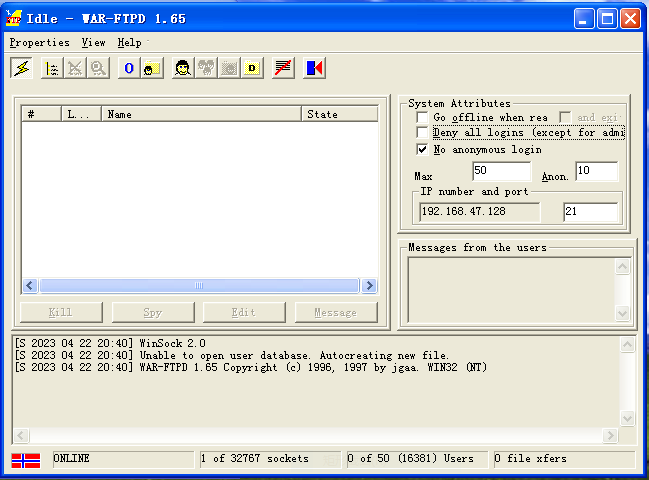 Idle - WAR-FTPD 1.65
Properties View Help
# L... Name State
System Attributes
Go offline when rea and exi
Deny all logins (except for admi
No anonymous login
Max 50 Anon. 10
IP number and port
192.168.47.128 21
Messages from the users
Kill Spy Edit Message
[S 2023 04 22 20:40] WinSock 2.0
[S 2023 04 22 20:40] Unable to open user database. Autocreating new file.
[S 2023 04 22 20:40] WAR-FTPD 1.65 Copyright (c) 1996, 1997 by jgaa. WIN32 (NT)
ONLINE 1 of 32767 sockets 0 of 50 (16381) Users 0 file xfers